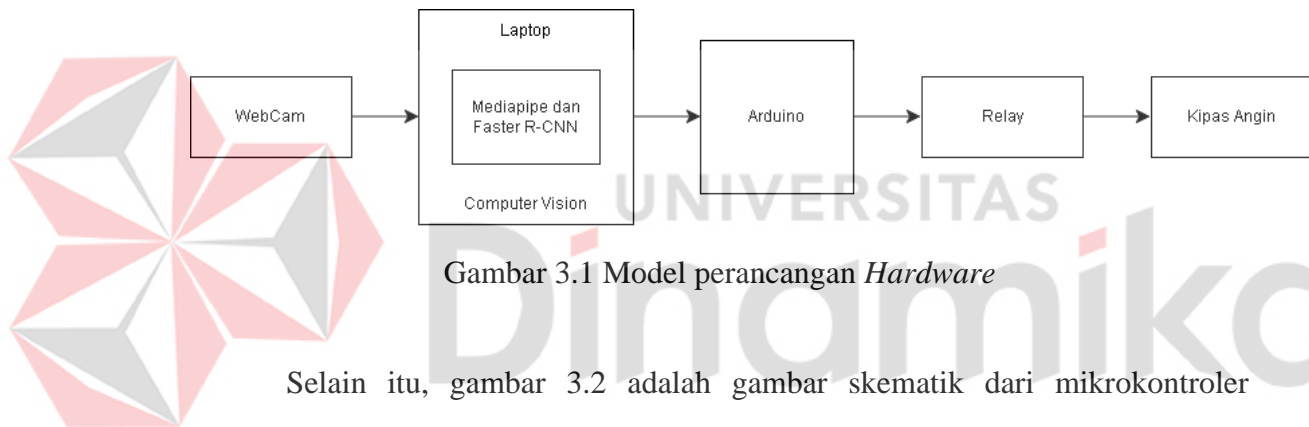 Laptop
WebCam
Mediapipe dan
Faster R-CNN
Computer Vision
Arduino
Relay
Kipas Angin
UNIVERSITAS
Dinamika
Gambar 3.1 Model perancangan Hardware
Selain itu, gambar 3.2 adalah gambar skematik dari mikrokontroler